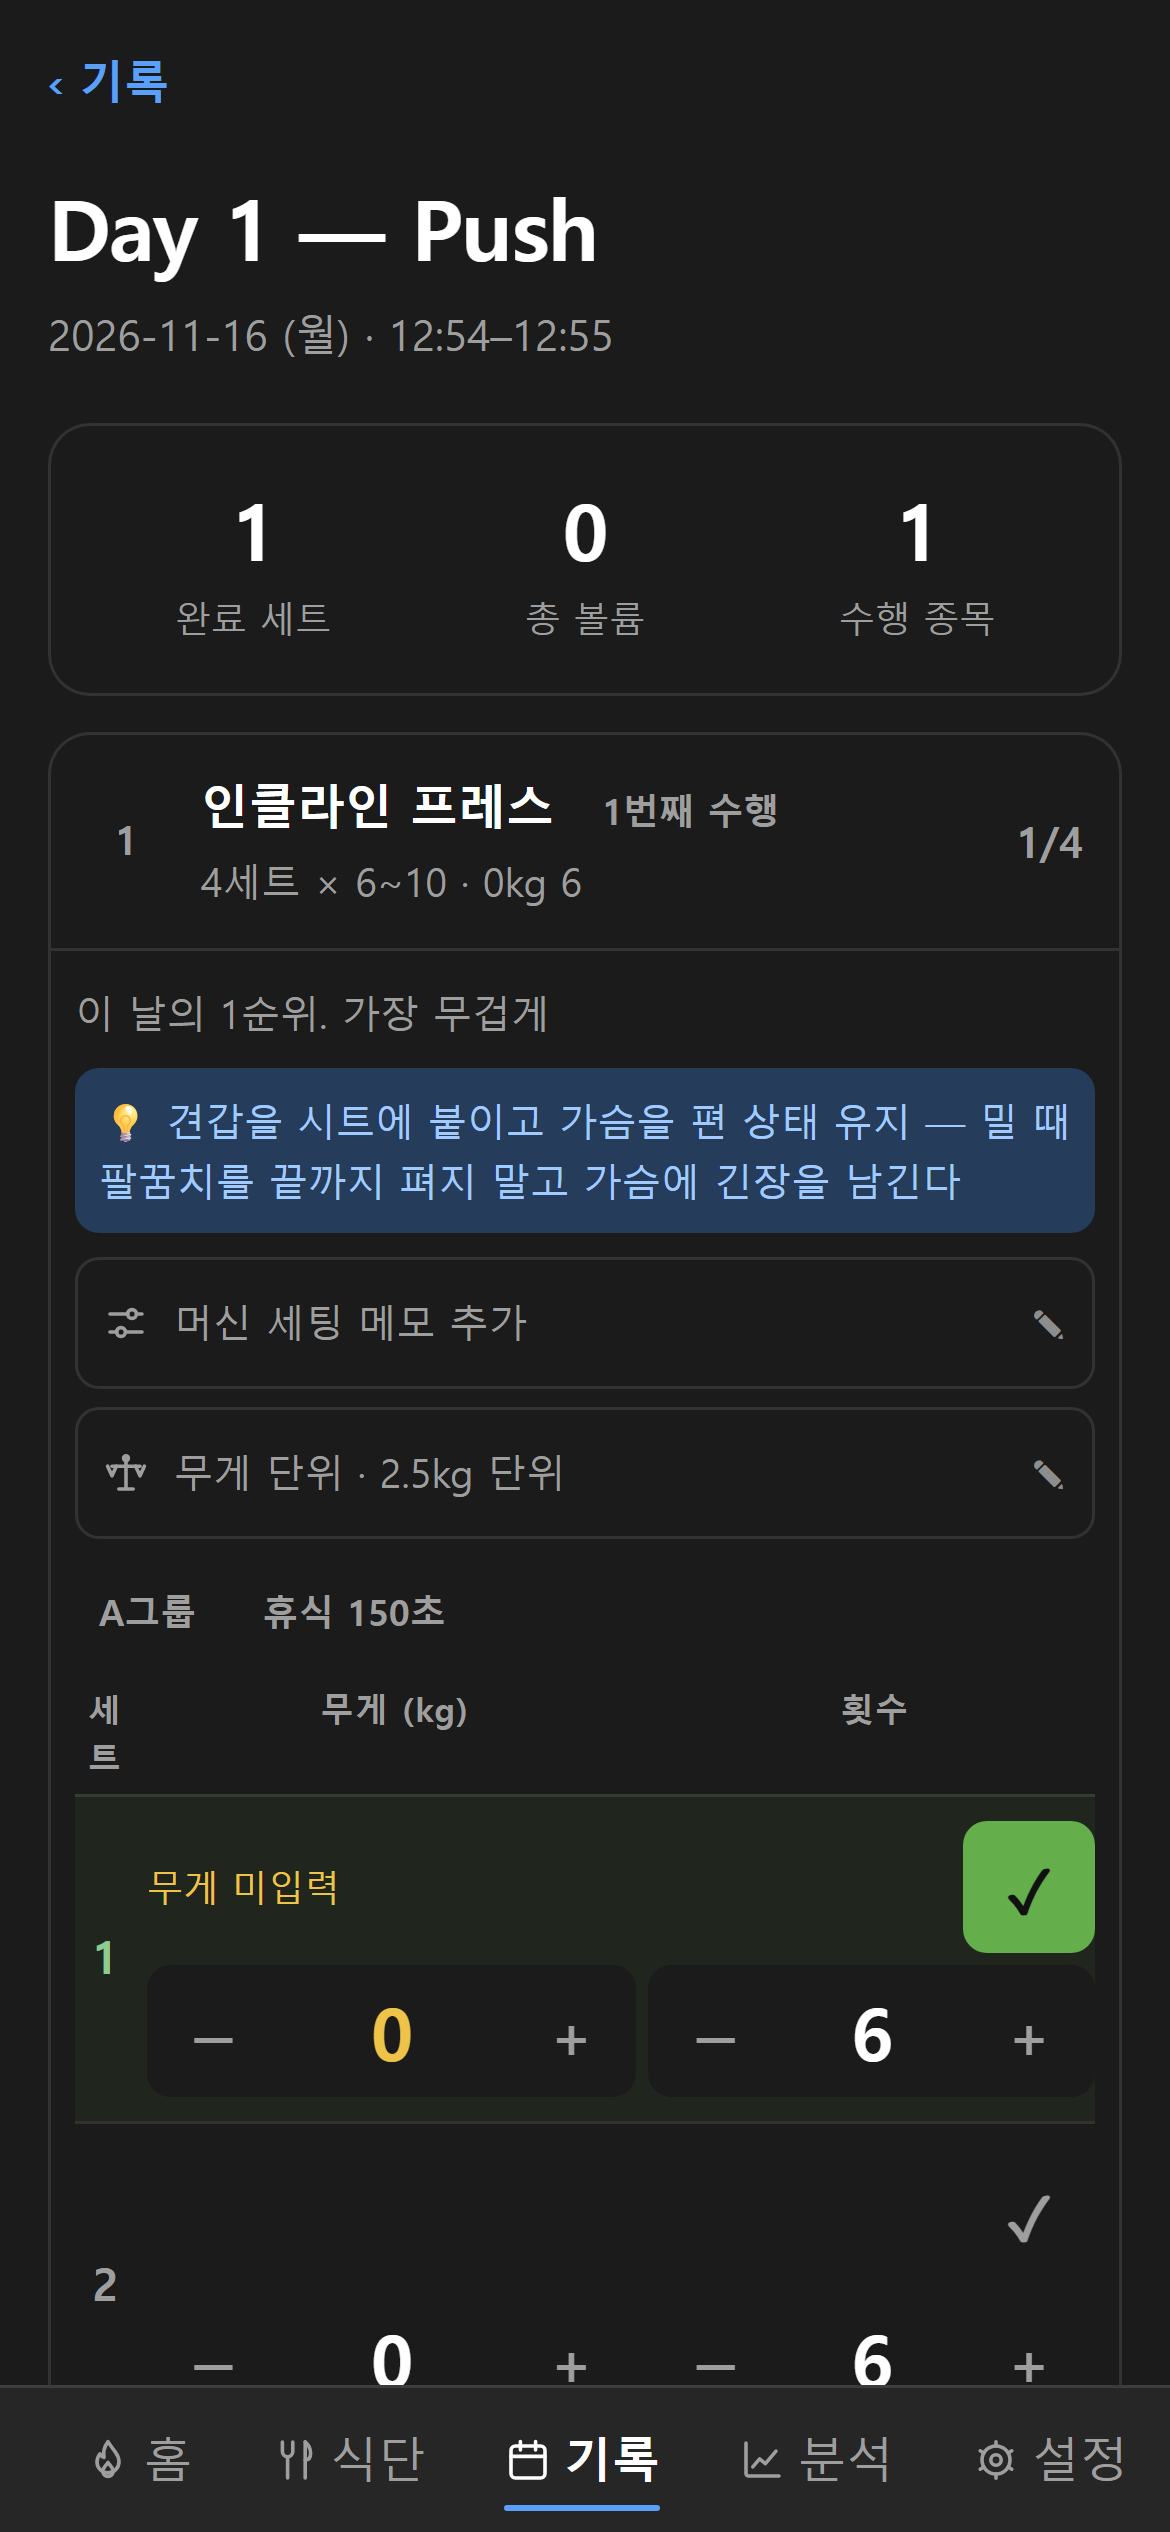 ‹ 기록
Day 1 — Push
2026-11-16 (월) · 12:54–12:55
1 0 1
완료 세트 총 볼륨 수행 종목
1 인클라인 프레스 1번째 수행 1/4
4세트 × 6~10 · 0kg 6
이 날의 1순위. 가장 무겁게
💡 견갑을 시트에 붙이고 가슴을 편 상태 유지 — 밀 때
팔꿈치를 끝까지 펴지 말고 가슴에 긴장을 남긴다
머신 세팅 메모 추가
무게 단위 · 2.5kg 단위
A그룹 휴식 150초
세트 무게 (kg) 횟수
무게 미입력 ✓
1 — 0 + — 6 +
✓
2 — 0 + — 6 +
홈 식단 기록 분석 설정